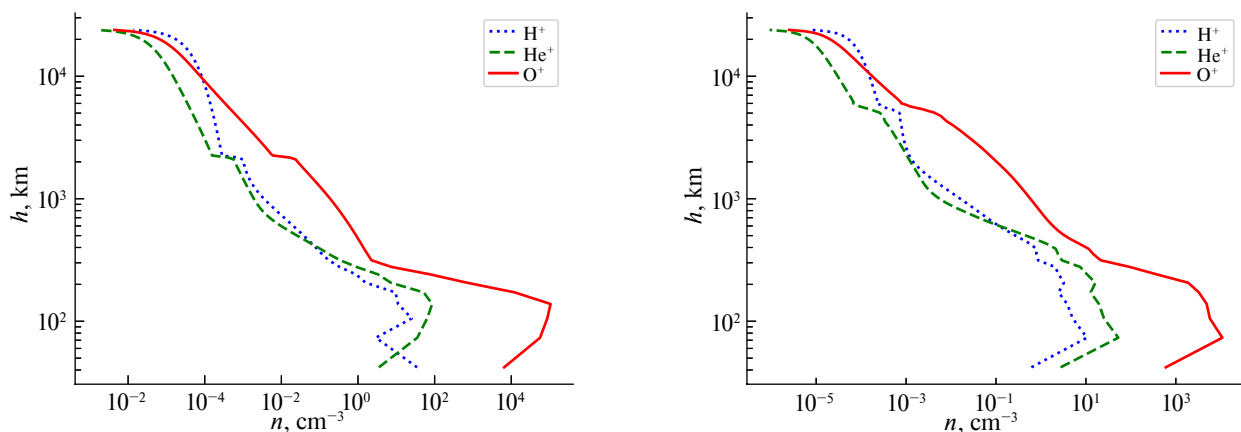 H⁺
He⁺
O⁺
10⁴
10³
10²
h, km
10⁻²
10⁻⁴
10⁻²
10⁰
10²
10⁴
n, cm⁻³
H⁺
He⁺
O⁺
10⁴
10³
10²
h, km
10⁻⁵
10⁻³
10⁻¹
10¹
10³
n, cm⁻³